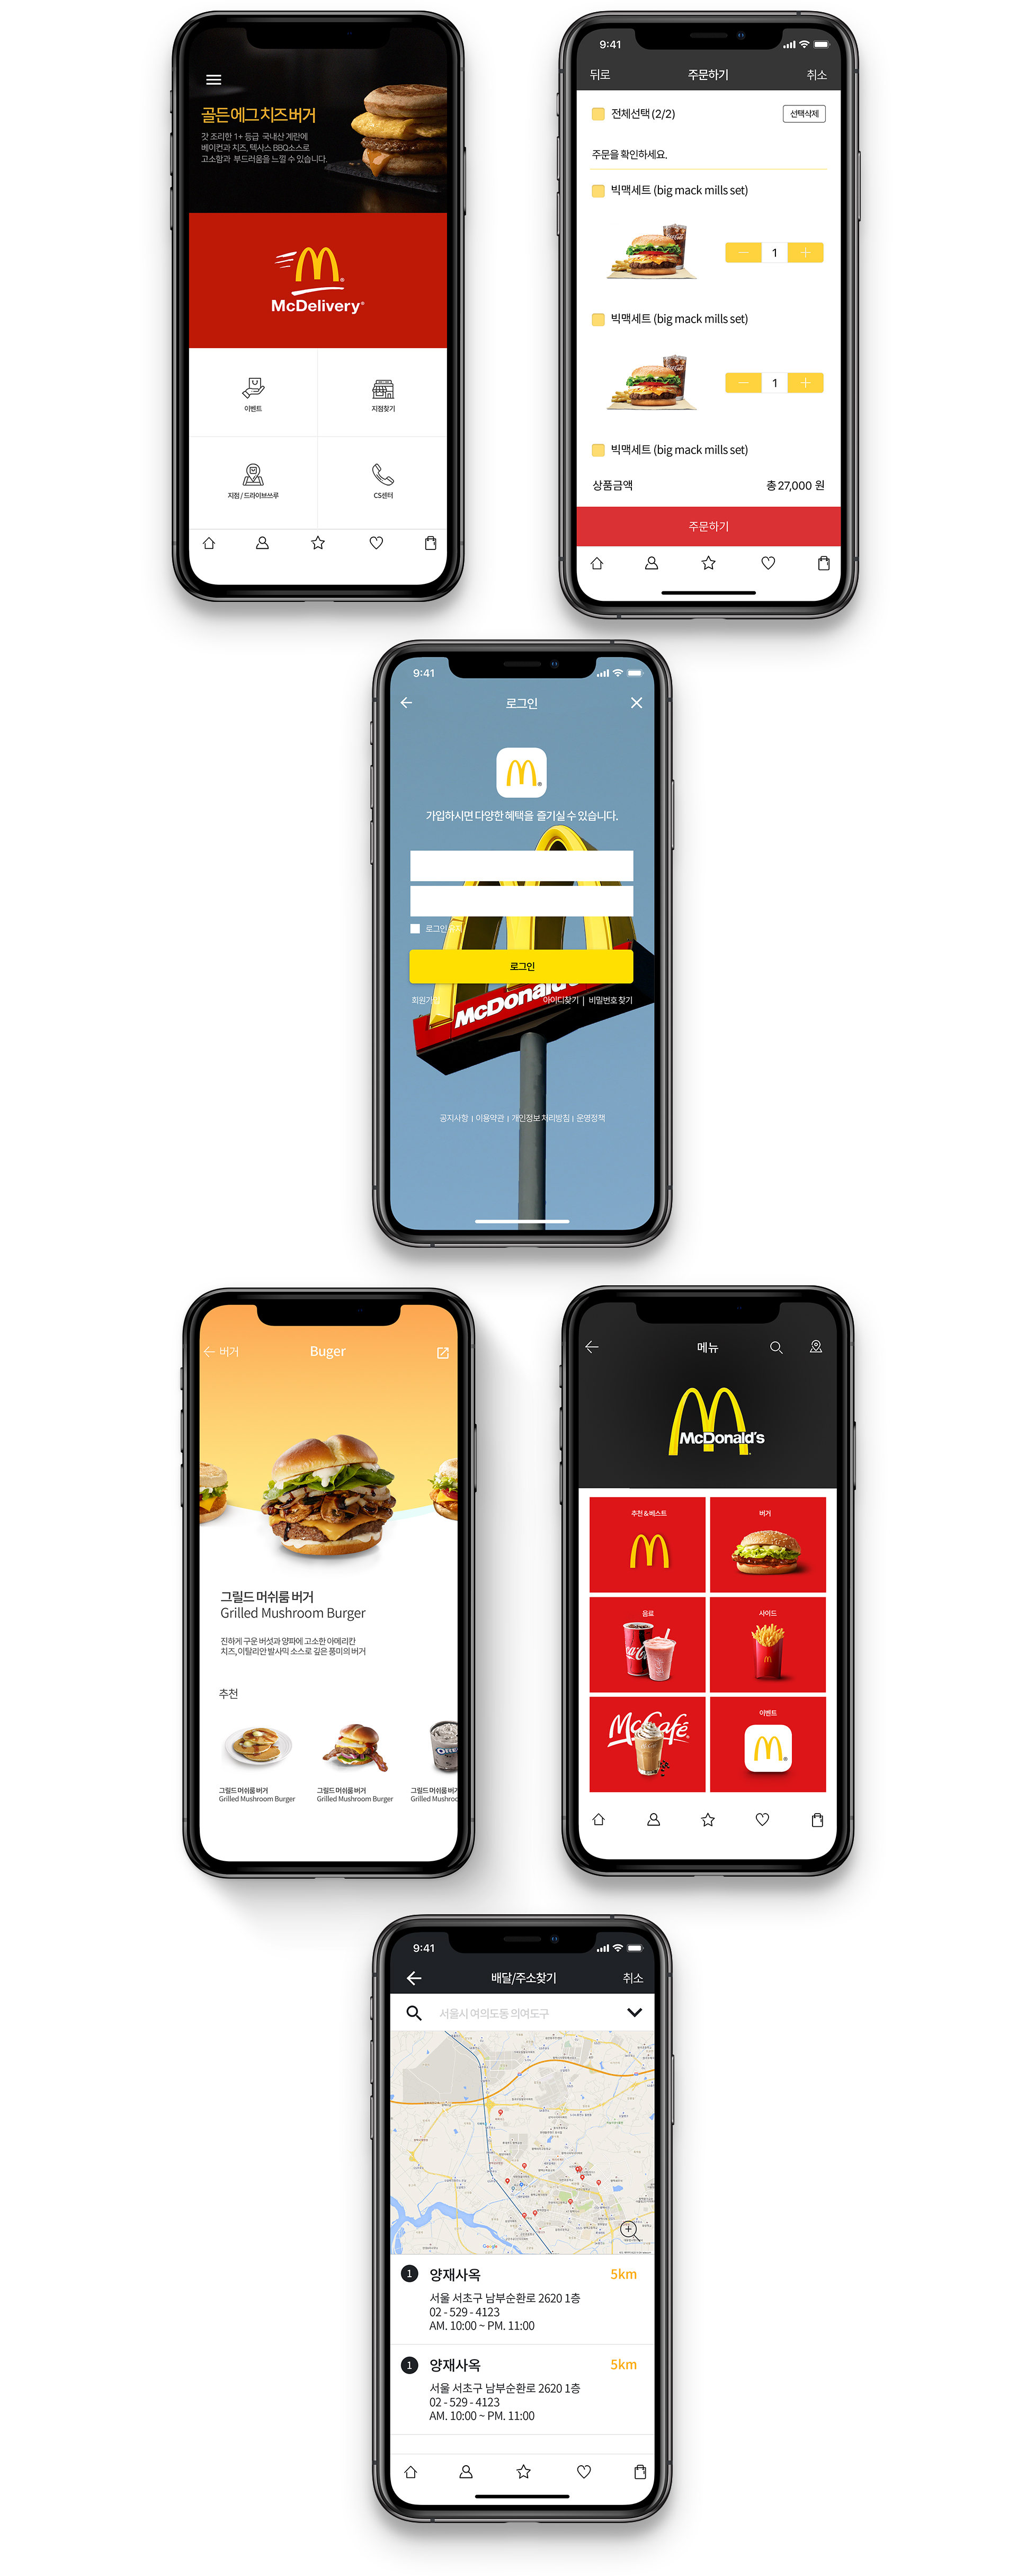 골든에그치즈버거
갓 조리한 1+ 등급 국내산 계란에
베이컨과 치즈, 텍사스 BBQ소스로
고소함과 부드러움을 느낄 수 있습니다.
McDelivery
이벤트
지점찾기
지점 / 드라이브쓰루
CS센터
9:41
뒤로
주문하기
취소
전체선택 (2/2)
선택삭제
주문을 확인하세요.
빅맥세트 (big mack mills set)
1
빅맥세트 (big mack mills set)
1
빅맥세트 (big mack mills set)
상품금액
총 27,000 원
주문하기
9:41
로그인
가입하시면 다양한 혜택을 즐기실 수 있습니다.
로그인
로그인
McDonald's
회원가입
아이디찾기 | 비밀번호 찾기
공지사항 | 이용약관 | 개인정보 처리방침 | 운영정책
버거
Buger
그릴드 머쉬룸 버거
Grilled Mushroom Burger
진하게 구운 버섯과 양파에 고소한 아메리칸
치즈, 이탈리안 발사믹 소스로 깊은 풍미의 버거
추천
그릴드 머쉬룸 버거
Grilled Mushroom Burger
그릴드 머쉬룸 버거
Grilled Mushroom Burger
그릴드 머쉬룸 버거
메뉴
McDonald's
추천 & 베스트
버거
음료
사이드
McCafé
이벤트
9:41
배달/주소찾기
취소
서울시 여의도동 의여도구
Google
1
양재사옥
5km
서울 서초구 남부순환로 2620 1층
02 - 529 - 4123
AM. 10:00 ~ PM. 11:00
1
양재사옥
5km
서울 서초구 남부순환로 2620 1층
02 - 529 - 4123
AM. 10:00 ~ PM. 11:00